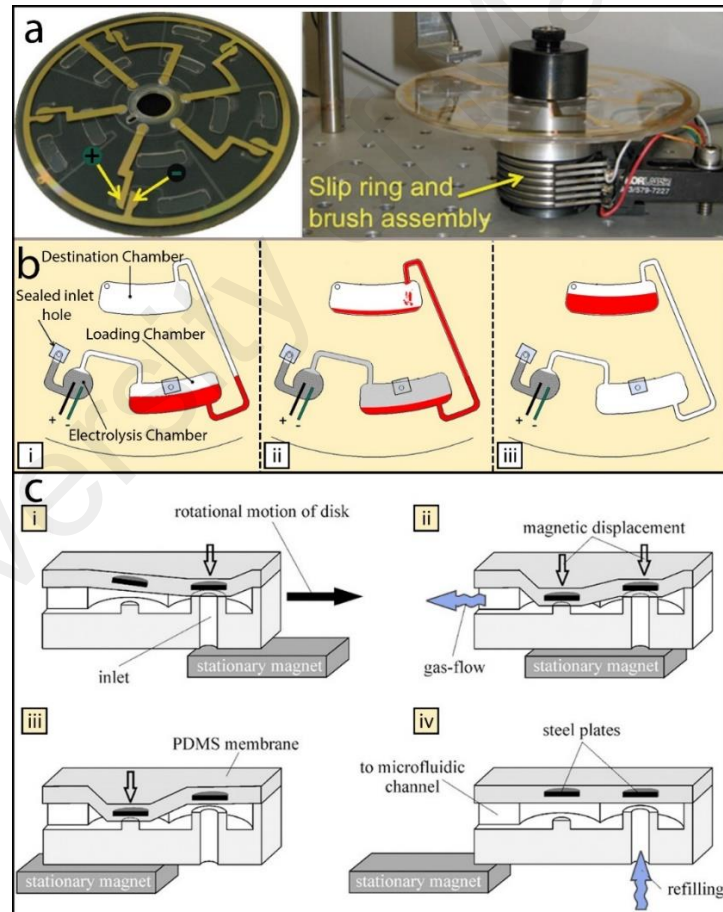 a
+
-
Slip ring and
brush assembly
b
Destination Chamber
Sealed inlet
hole
Loading Chamber
+
-
Electrolysis Chamber
i
+
-
ii
+
-
iii
c
i
rotational motion of disk
inlet
stationary magnet
ii
magnetic displacement
gas-flow
stationary magnet
iii
PDMS membrane
stationary magnet
iv
steel plates
to microfluidic
channel
stationary magnet
refilling